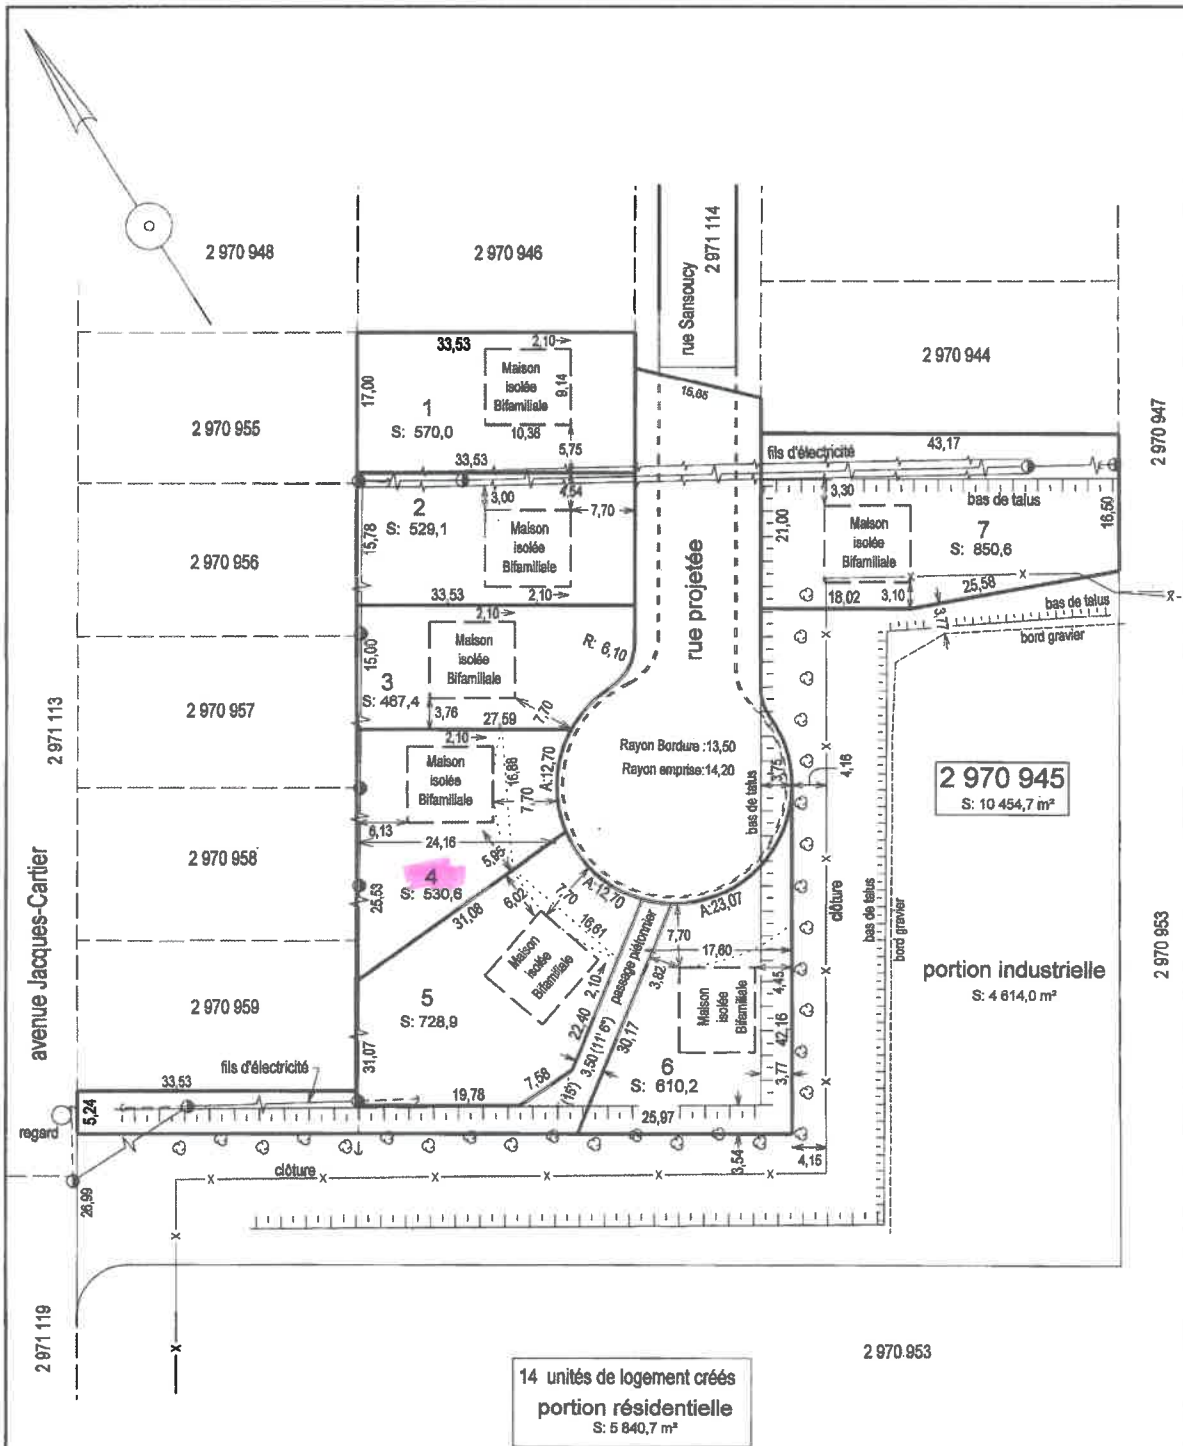 2 970 948
2 970 946
rue Sansoucy
2 971 114
2 970 944
2 970 947
33,53
2,10
17,00
Maison
isolée
Bifamiliale
9,14
1
S: 570,0
10,36
5,75
15,05
2 970 955
33,53
fils d'électricité
43,17
4,54
3,00
7,70
2
S: 529,1
15,78
Maison
isolée
Bifamiliale
2,10
33,53
2 970 956
21,00
3,30
bas de talus
16,50
Maison
isolée
Bifamiliale
7
S: 850,6
18,02
3,10
25,58
3,77
bas de talus
bord gravier
rue projetée
2,10
R: 6,10
15,00
Maison
isolée
Bifamiliale
3
S: 467,4
3,76
27,59
7,70
2 970 957
2 971 113
2,10
Maison
isolée
Bifamiliale
16,88
A:12,70
7,70
6,13
24,16
5,95
Rayon Bordure :13,50
Rayon emprise:14,20
3,75
4,16
bas de talus
2 970 945
S: 10 454,7 m²
2 970 958
avenue Jacques-Cartier
4
S: 530,6
25,53
31,08
6,02
7,70
A:12,70
16,61
A:23,07
clôture
bas de talus
bord gravier
2 970 953
portion industrielle
S: 4 614,0 m²
Maison
isolée
Bifamiliale
2,10
passage piétonnier
7,70
17,60
3,82
4,45
Maison
isolée
Bifamiliale
2 970 959
5
S: 728,9
31,07
22,40
3,50 (11' 6")
30,17
42,16
3,77
6
S: 610,2
7,58
(15')
19,78
25,97
fils d'électricité
33,53
5,24
regard
clôture
3,54
4,15
26,99
2 971 119
2 970 953
14 unités de logement créés
portion résidentielle
S: 5 840,7 m²